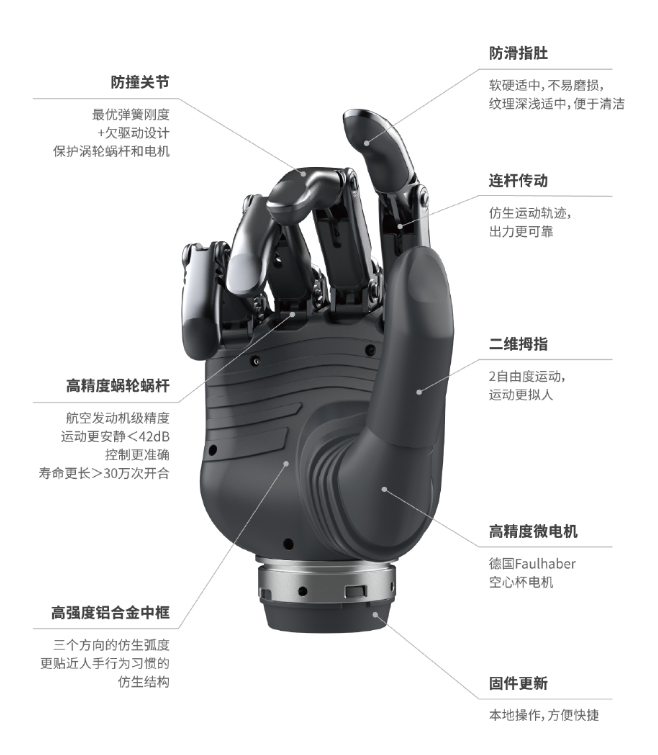 防滑指肚
软硬适中,不易磨损,
纹理深浅适中,便于清洁
防撞关节
最优弹簧刚度
+欠驱动设计
保护涡轮蜗杆和电机
连杆传动
仿生运动轨迹,
出力更可靠
二维拇指
2自由度运动,
运动更拟人
高精度蜗轮蜗杆
航空发动机级精度
运动更安静<42dB
控制更准确
寿命更长>30万次开合
高精度微电机
德国Faulhaber
空心杯电机
高强度铝合金中框
三个方向的仿生弧度
更贴近人手行为习惯的
仿生结构
固件更新
本地操作,方便快捷